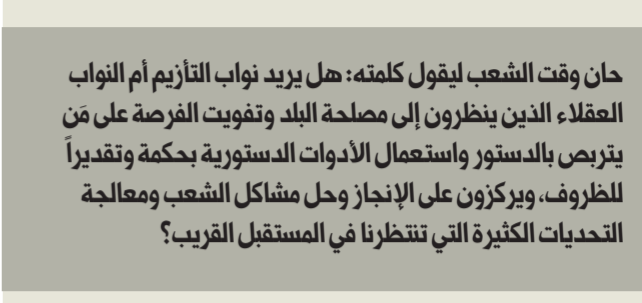 حان وقت الشعب ليقول كلمته: هل يريد نواب التأزيم أم النواب
العقلاء الذين ينظرون إلى مصلحة البلد وتفويت الفرصة على مَن
يتربص بالدستور واستعمال الأدوات الدستورية بحكمة وتقديراً
للظروف، ويركزون على الإنجاز وحل مشاكل الشعب ومعالجة
التحديات الكثيرة التي تنتظرنا في المستقبل القريب؟